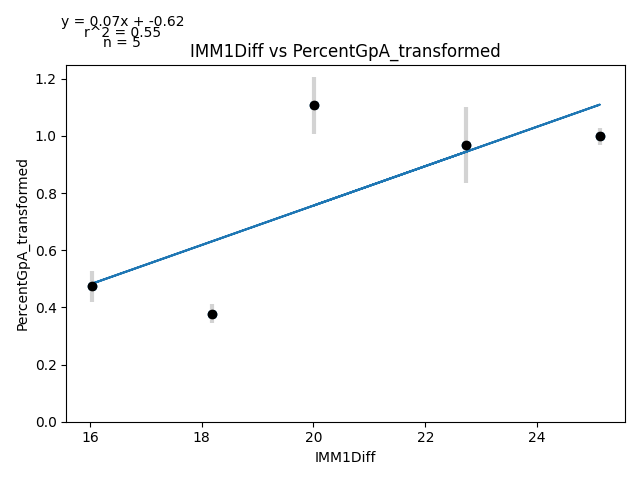 y = 0.07x + -0.62
r^2 = 0.55
n = 5
IMM1Diff vs PercentGpA_transformed
1.2
1.0
0.8
0.6
0.4
0.2
0.0
PercentGpA_transformed
16
18
20
22
24
IMM1Diff